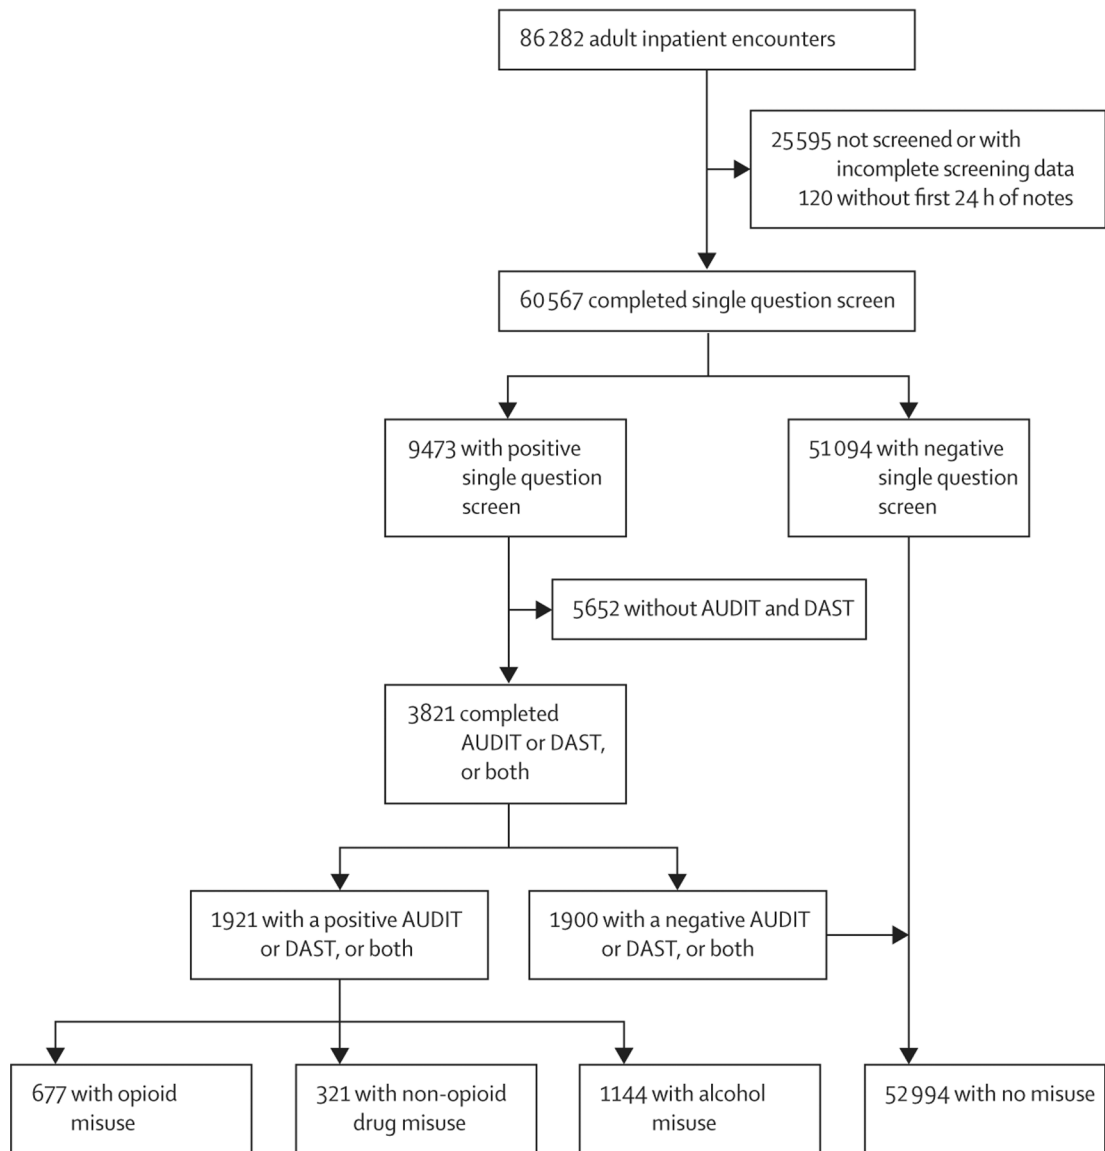 86 282 adult inpatient encounters
25 595 not screened or with
incomplete screening data
120 without first 24 h of notes
60 567 completed single question screen
9473 with positive
single question
screen
51 094 with negative
single question
screen
5652 without AUDIT and DAST
3821 completed
AUDIT or DAST,
or both
1921 with a positive AUDIT
or DAST, or both
1900 with a negative AUDIT
or DAST, or both
677 with opioid
misuse
321 with non-opioid
drug misuse
1144 with alcohol
misuse
52 994 with no misuse